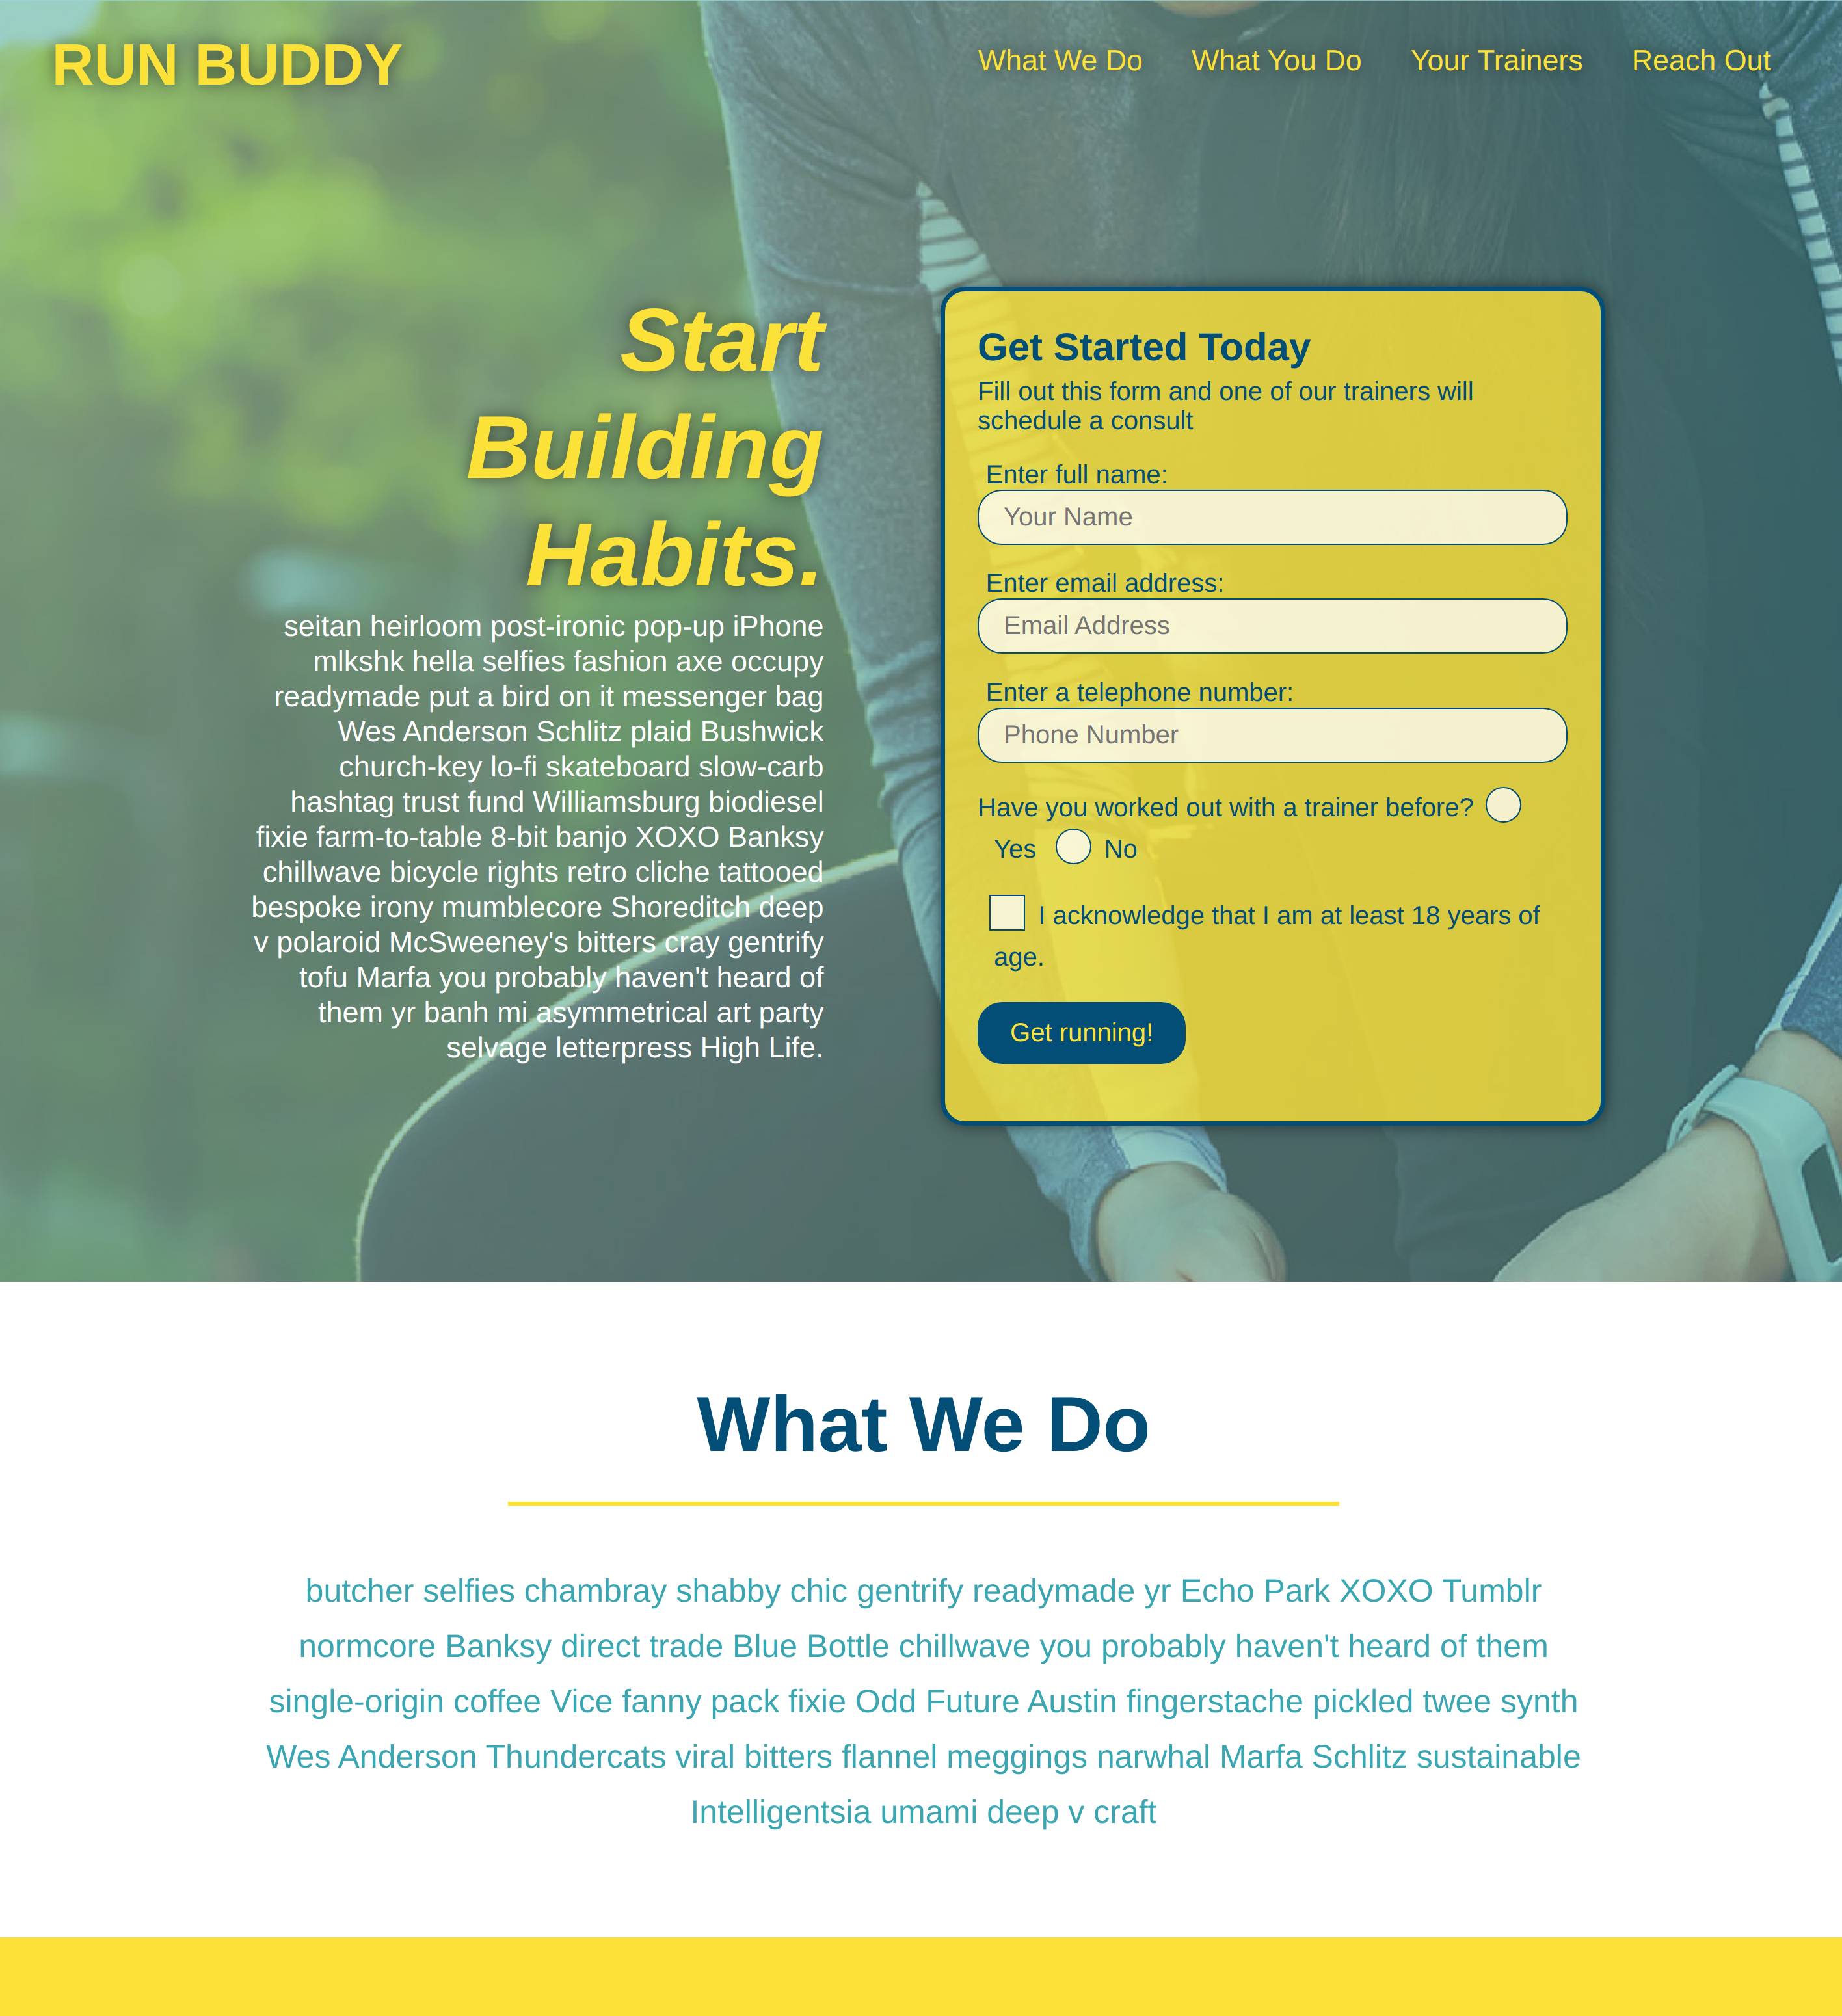 RUN BUDDY
What We Do
What You Do
Your Trainers
Reach Out
Start
Building
Habits.
seitan heirloom post-ironic pop-up iPhone
mlkshk hella selfies fashion axe occupy
readymade put a bird on it messenger bag
Wes Anderson Schlitz plaid Bushwick
church-key lo-fi skateboard slow-carb
hashtag trust fund Williamsburg biodiesel
fixie farm-to-table 8-bit banjo XOXO Banksy
chillwave bicycle rights retro cliche tattooed
bespoke irony mumblecore Shoreditch deep
v polaroid McSweeney's bitters cray gentrify
tofu Marfa you probably haven't heard of
them yr banh mi asymmetrical art party
selvage letterpress High Life.
Get Started Today
Fill out this form and one of our trainers will
schedule a consult
Enter full name:
Your Name
Enter email address:
Email Address
Enter a telephone number:
Phone Number
Have you worked out with a trainer before?
Yes No
I acknowledge that I am at least 18 years of
age.
Get running!
What We Do
butcher selfies chambray shabby chic gentrify readymade yr Echo Park XOXO Tumblr
normcore Banksy direct trade Blue Bottle chillwave you probably haven't heard of them
single-origin coffee Vice fanny pack fixie Odd Future Austin fingerstache pickled twee synth
Wes Anderson Thundercats viral bitters flannel meggings narwhal Marfa Schlitz sustainable
Intelligentsia umami deep v craft